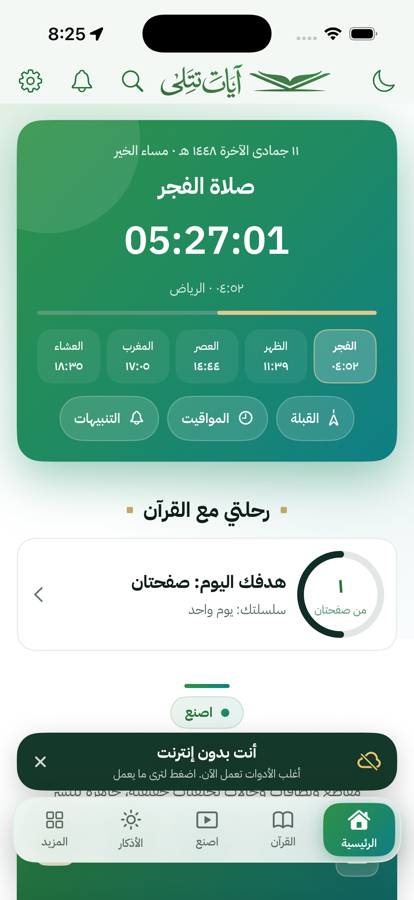 8:25
آيات تتلى
١١ جمادى الآخرة ١٤٤٨ هـ · مساء الخير
صلاة الفجر
05:27:01
٠٤:٥٢ · الرياض
الفجر
٠٤:٥٢
الظهر
١١:٣٩
العصر
١٤:٤٤
المغرب
١٧:٠٥
العشاء
١٨:٣٥
القبلة
المواقيت
التنبيهات
رحلتي مع القرآن
١
من صفحتان
هدفك اليوم: صفحتان
سلسلتك: يوم واحد
اصنع
أنت بدون إنترنت
أغلب الأدوات تعمل الآن. اضغط لترى ما يعمل
الرئيسية
القرآن
اصنع
الأذكار
المزيد